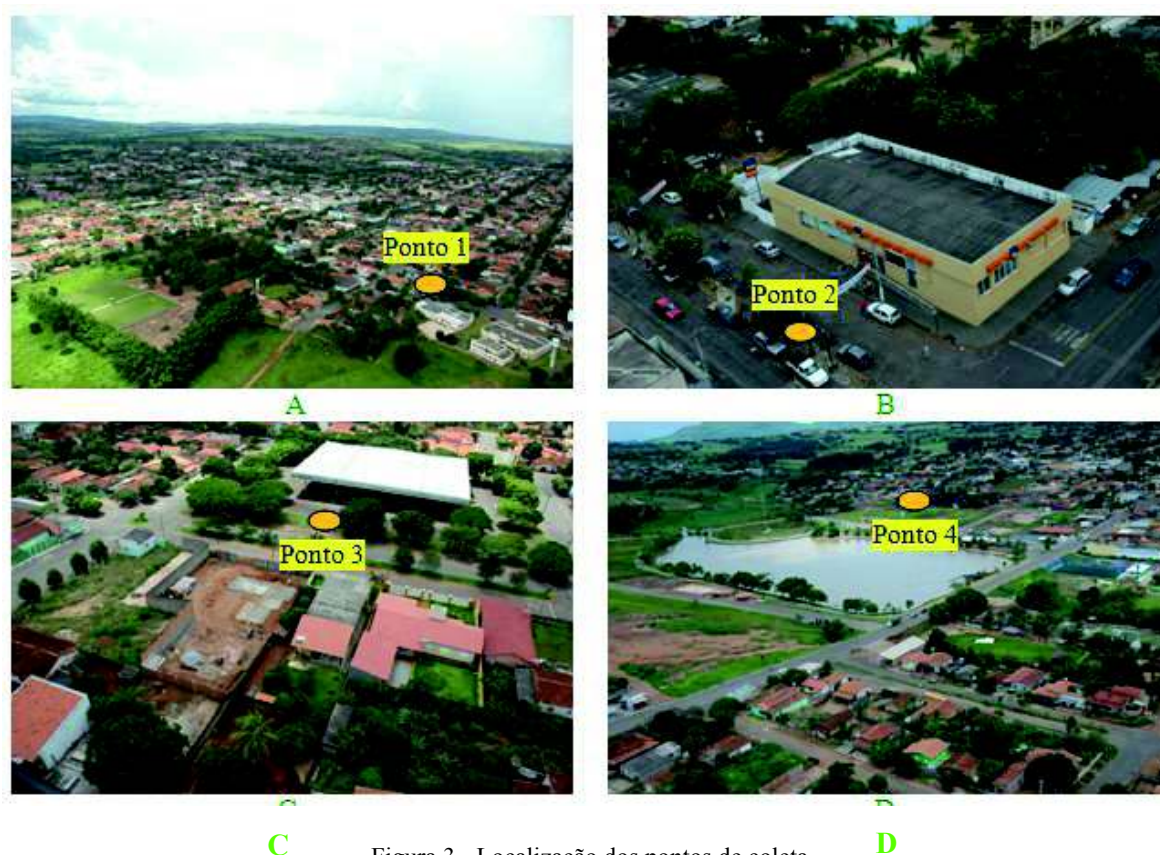 Ponto 1
Ponto 2
A
B
Ponto 3
Ponto 4
C
D
Figura 3 - Localização dos pontos de coleta